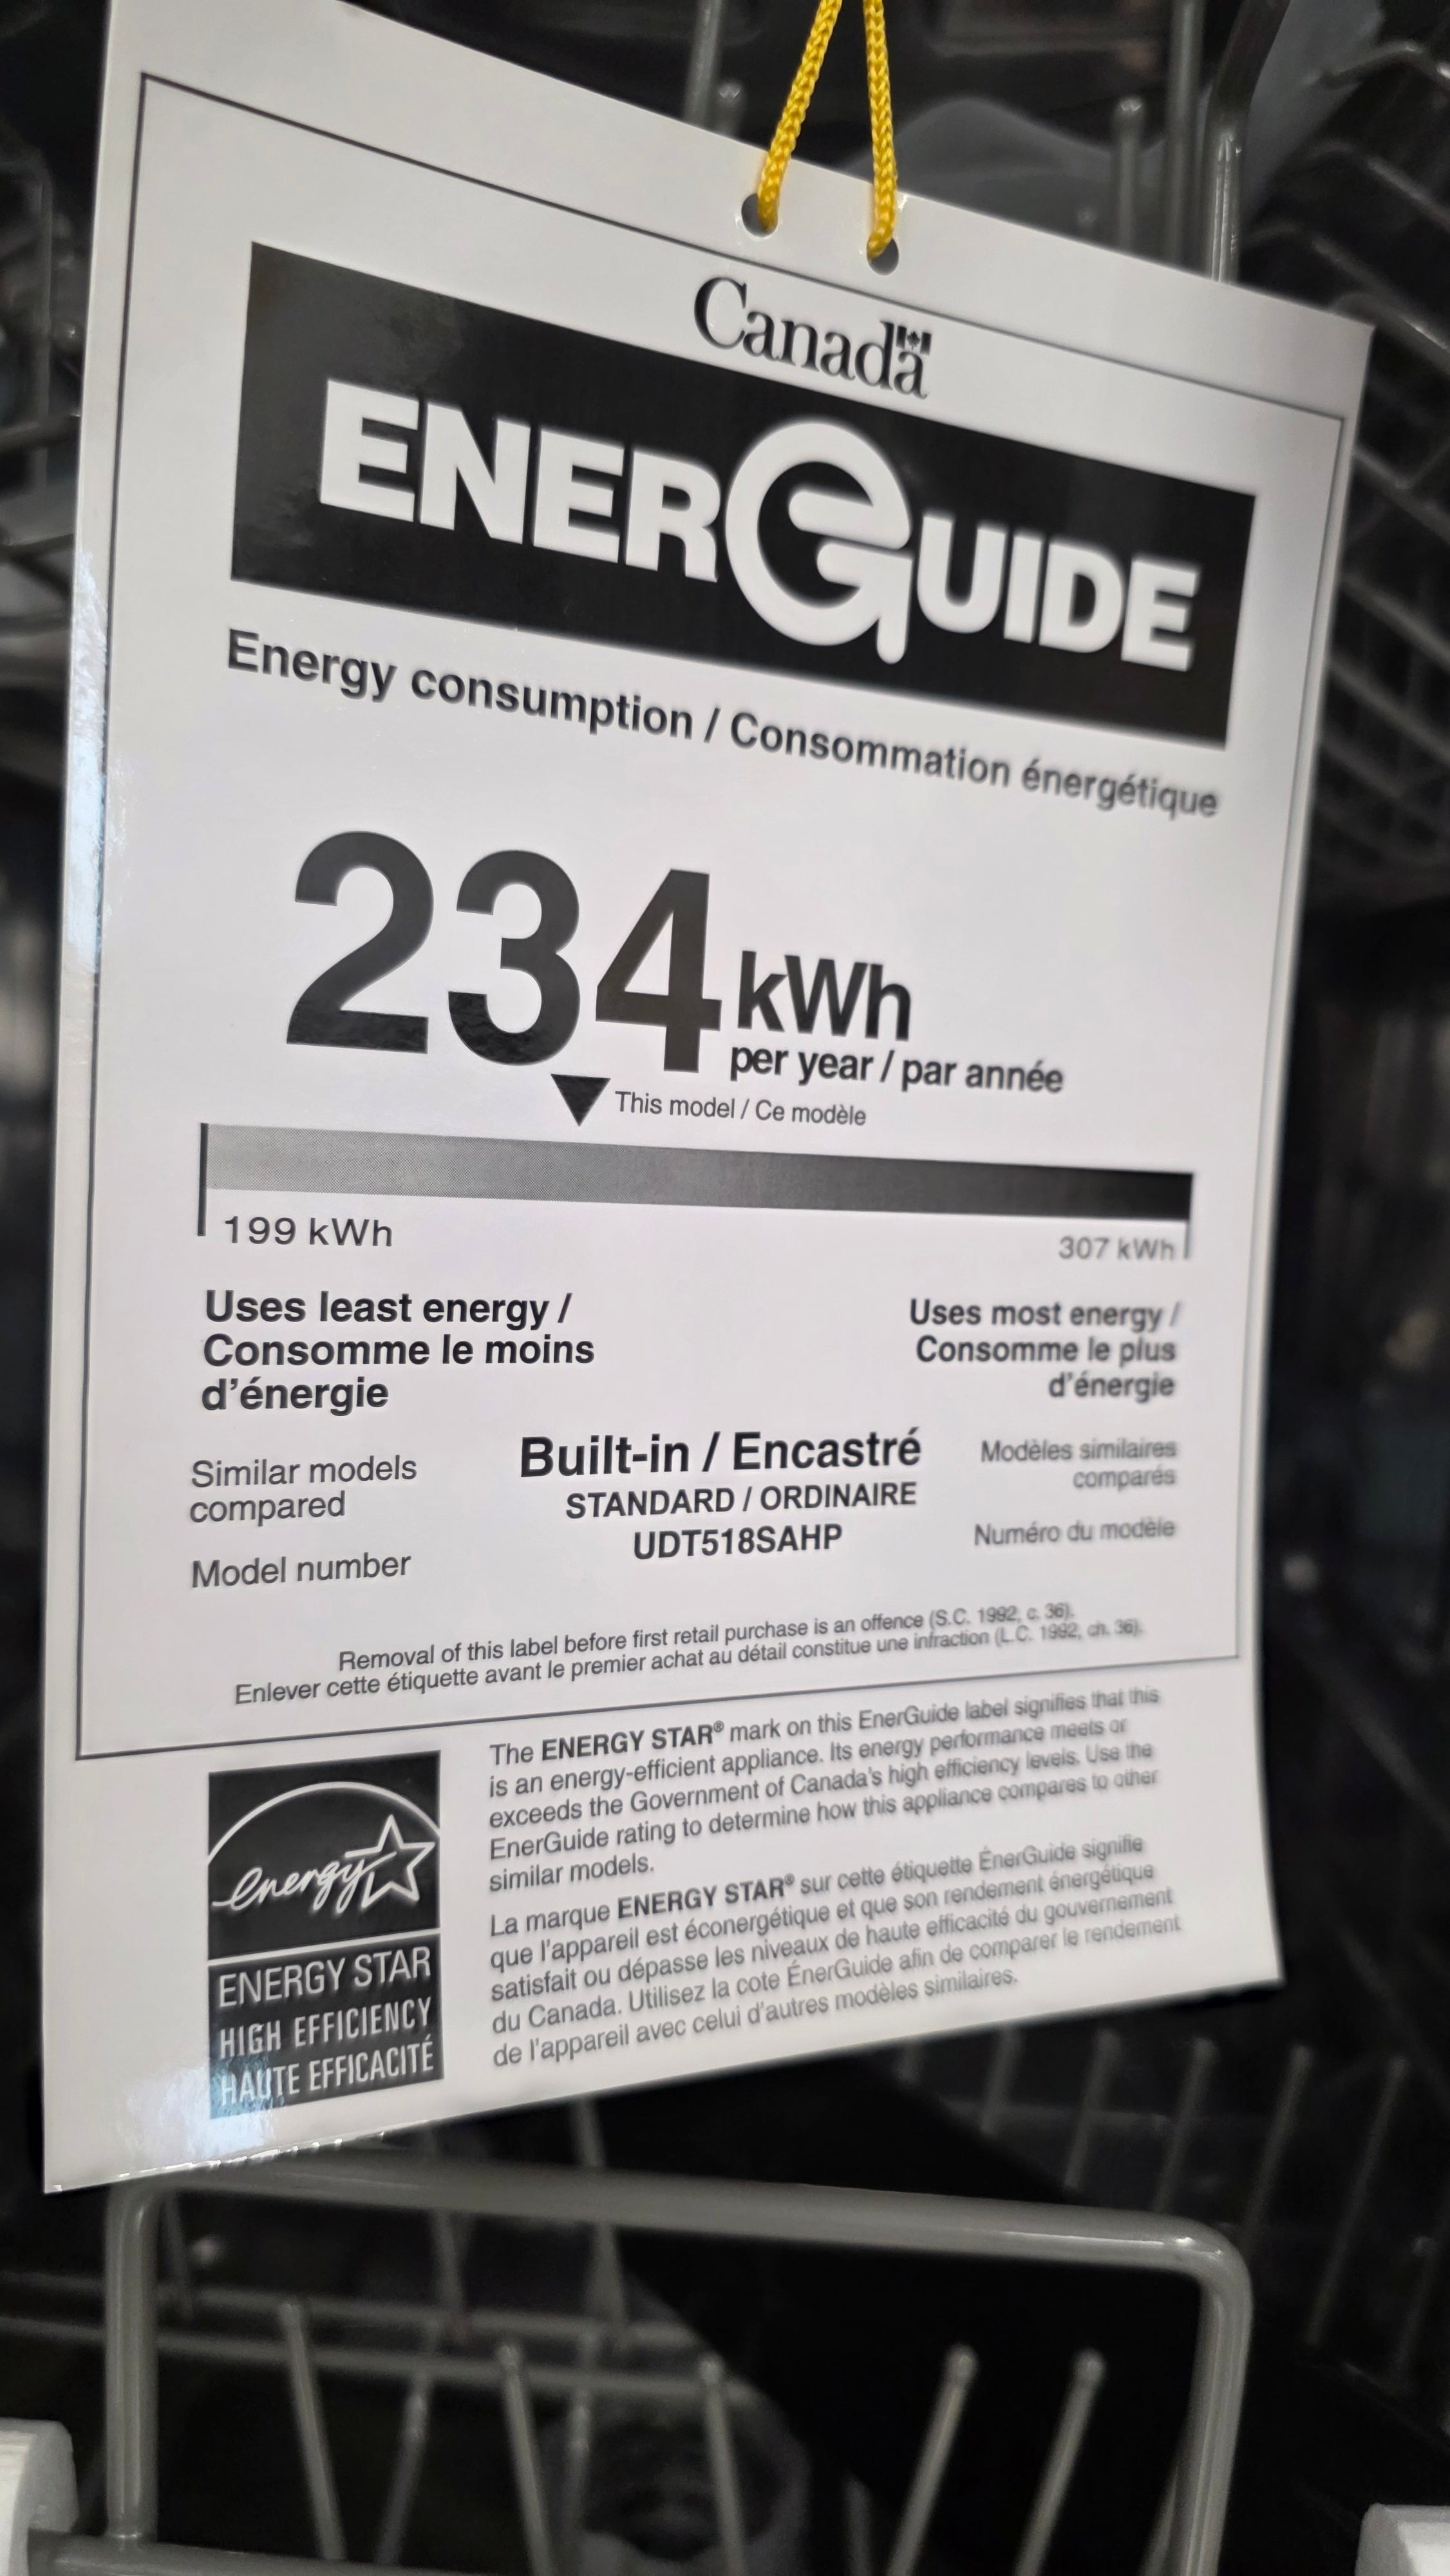 Canada
ENERGUIDE
Energy consumption / Consommation énergétique
234 kWh
per year / par année
This model / Ce modèle
199 kWh
307 kWh
Uses least energy /
Consomme le moins
d'énergie
Uses most energy /
Consomme le plus
d'énergie
Similar models
compared
Built-in / Encastré
STANDARD / ORDINAIRE
Modèles similaires
comparés
Model number
UDT518SAHP
Numéro du modèle
Removal of this label before first retail purchase is an offence (S.C. 1992, c. 36).
Enlever cette étiquette avant le premier achat au détail constitue une infraction (L.C. 1992, ch. 36).
energy
ENERGY STAR
HIGH EFFICIENCY
HAUTE EFFICACITÉ
The ENERGY STAR® mark on this EnerGuide label signifies that this
is an energy-efficient appliance. Its energy performance meets or
exceeds the Government of Canada's high efficiency levels. Use the
EnerGuide rating to determine how this appliance compares to other
similar models.
La marque ENERGY STAR® sur cette étiquette ÉnerGuide signifie
que l'appareil est éconergétique et que son rendement énergétique
satisfait ou dépasse les niveaux de haute efficacité du gouvernement
du Canada. Utilisez la cote ÉnerGuide afin de comparer le rendement
de l'appareil avec celui d'autres modèles similaires.